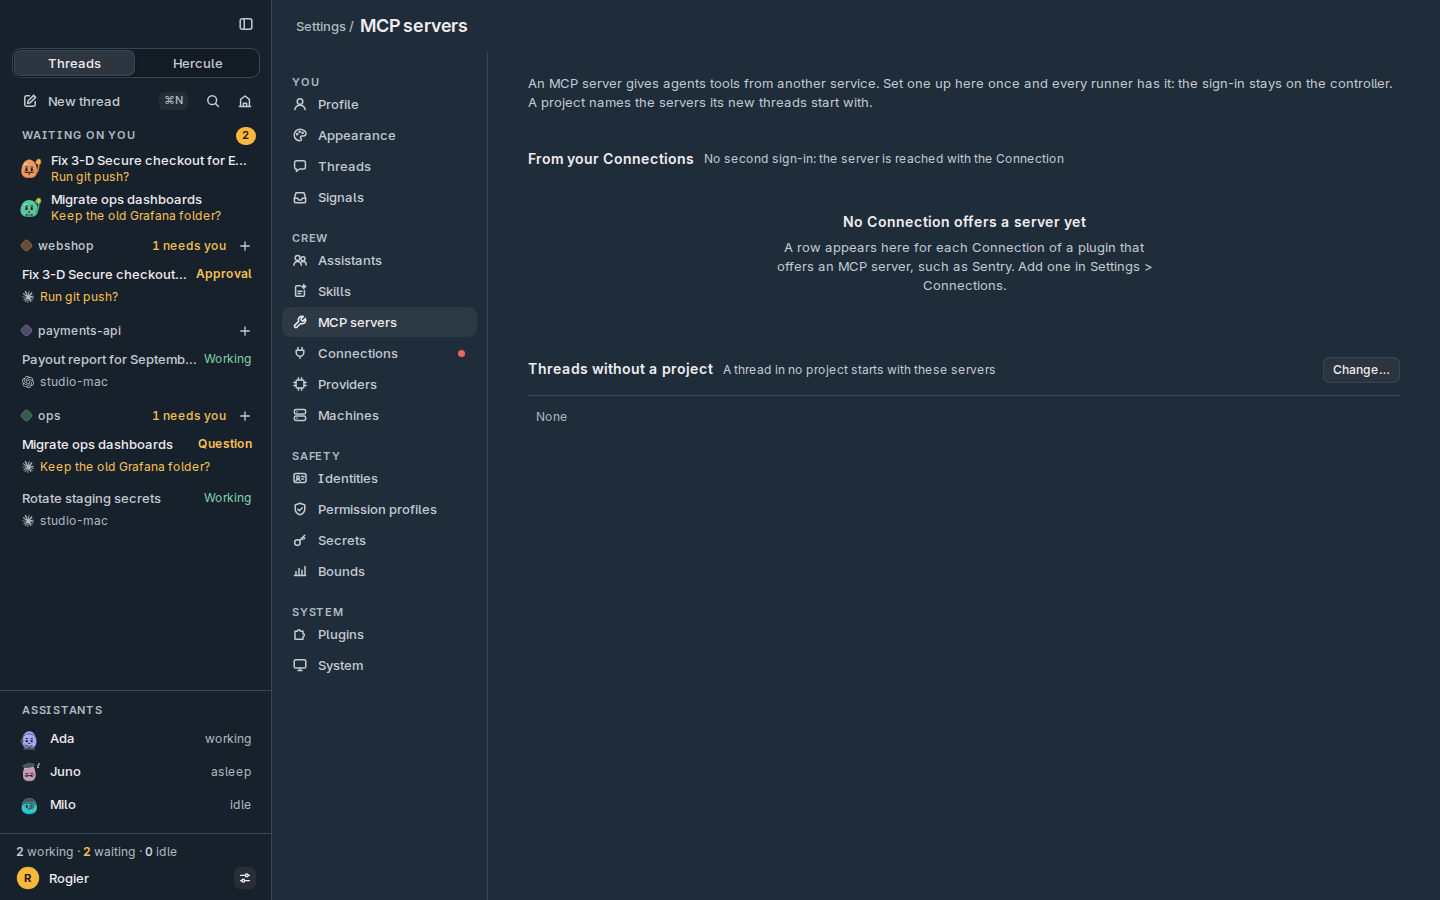 Settings / MCP servers
Threads
Hercule
New thread
⌘N
WAITING ON YOU
2
Fix 3-D Secure checkout for E...
Run git push?
Migrate ops dashboards
Keep the old Grafana folder?
webshop
1 needs you
Fix 3-D Secure checkout...
Approval
Run git push?
payments-api
Payout report for Septemb...
Working
studio-mac
ops
1 needs you
Migrate ops dashboards
Question
Keep the old Grafana folder?
Rotate staging secrets
Working
studio-mac
ASSISTANTS
Ada
working
Juno
asleep
Milo
idle
2 working · 2 waiting · 0 idle
R
Rogier
YOU
Profile
Appearance
Threads
Signals
CREW
Assistants
Skills
MCP servers
Connections
Providers
Machines
SAFETY
Identities
Permission profiles
Secrets
Bounds
SYSTEM
Plugins
System
An MCP server gives agents tools from another service. Set one up here once and every runner has it: the sign-in stays on the controller.
A project names the servers its new threads start with.
From your Connections
No second sign-in: the server is reached with the Connection
No Connection offers a server yet
A row appears here for each Connection of a plugin that
offers an MCP server, such as Sentry. Add one in Settings >
Connections.
Threads without a project
A thread in no project starts with these servers
Change...
None